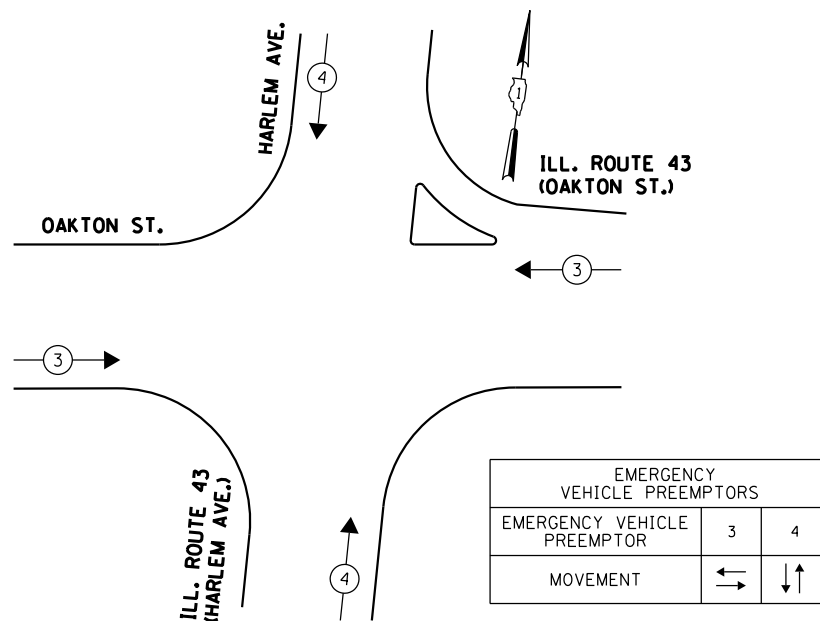 HARLEM AVE.
4
1
ILL. ROUTE 43
(OAKTON ST.)
OAKTON ST.
3
3
ILL. ROUTE 43
(HARLEM AVE.)
4
EMERGENCY
VEHICLE PREEMPTORS
EMERGENCY VEHICLE
PREEMPTOR
3
4
MOVEMENT